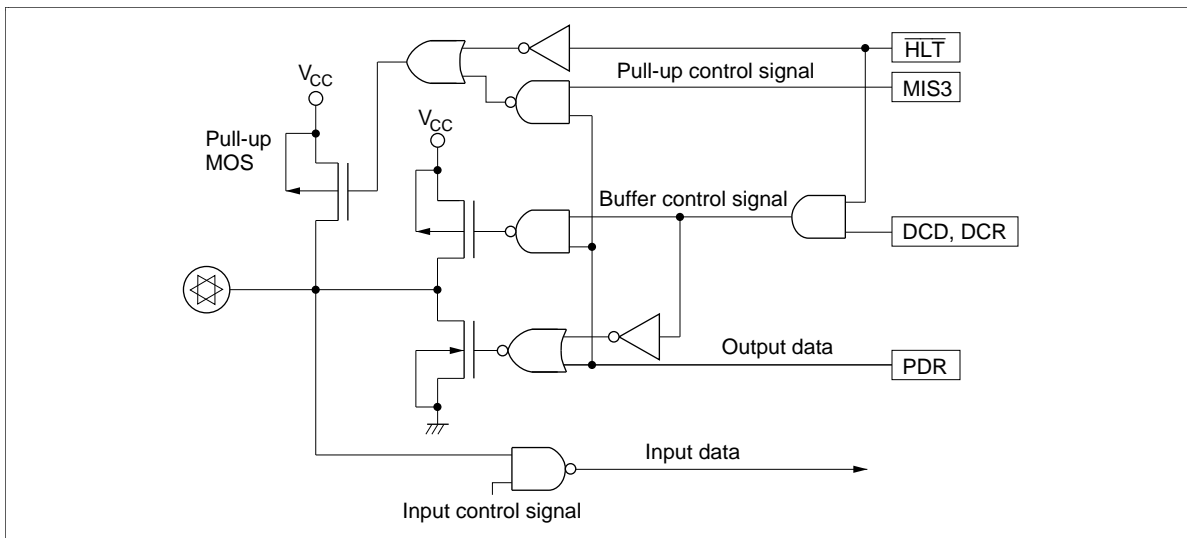 HLT
Pull-up control signal
MIS3
VCC
VCC
Pull-up
MOS
Buffer control signal
DCD, DCR
Output data
PDR
Input data
Input control signal